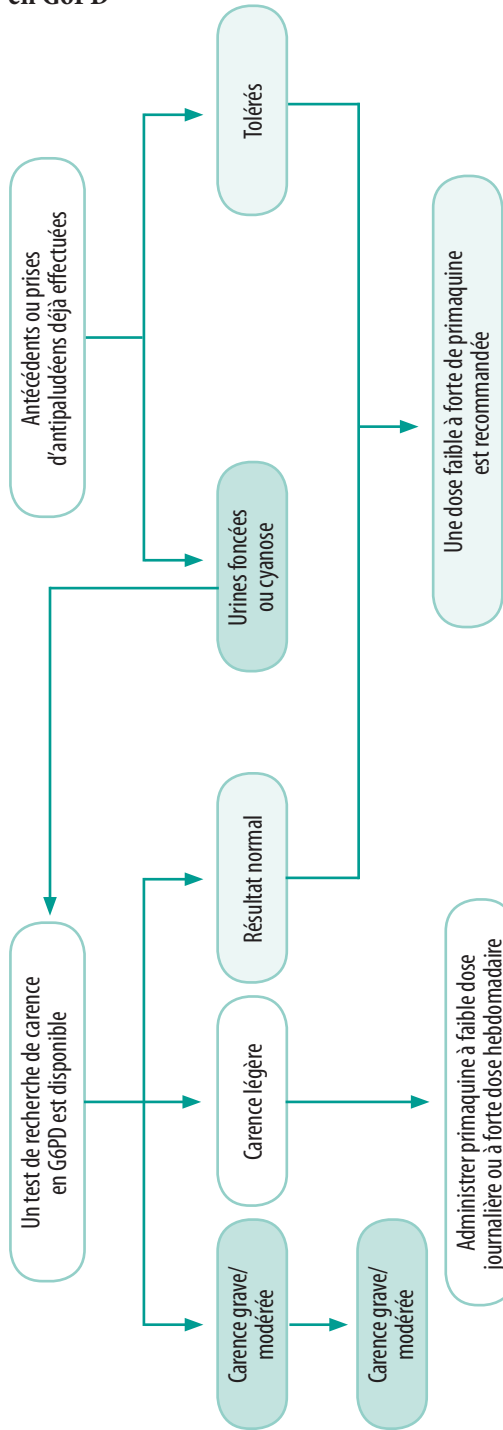 en G6PD
Un test de recherche de carence
en G6PD est disponible
Antécédents ou prises
d’antipaludéens déjà effectuées
Carence grave/
modérée
Carence légère
Résultat normal
Urines foncées
ou cyanose
Tolérés
Carence grave/
modérée
Administrer primaquine à faible dose
journalière ou à forte dose hebdomadaire
Une dose faible à forte de primaquine
est recommandée